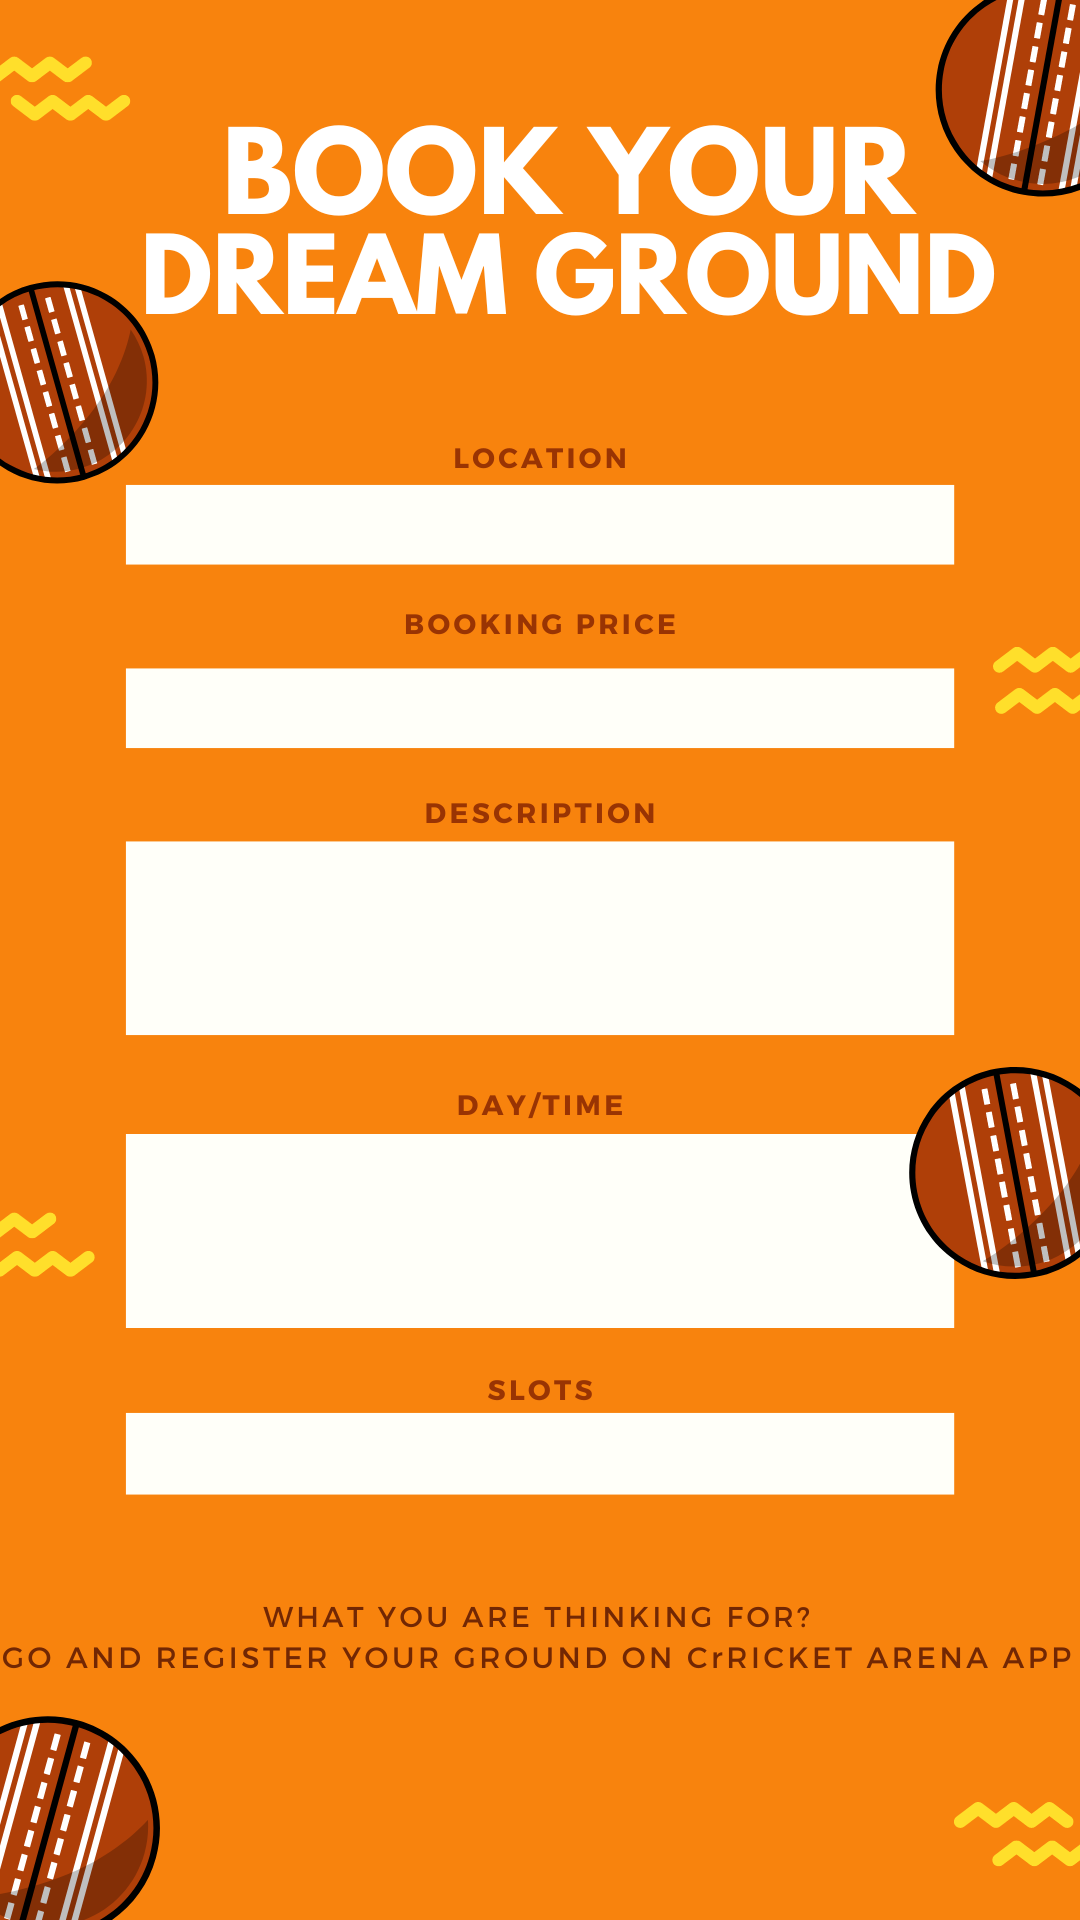 BOOK YOUR
DREAM GROUND
LOCATION
BOOKING PRICE
DESCRIPTION
DAY/TIME
SLOTS
WHAT YOU ARE THINKING FOR?
GO AND REGISTER YOUR GROUND ON CrRICKET ARENA APP